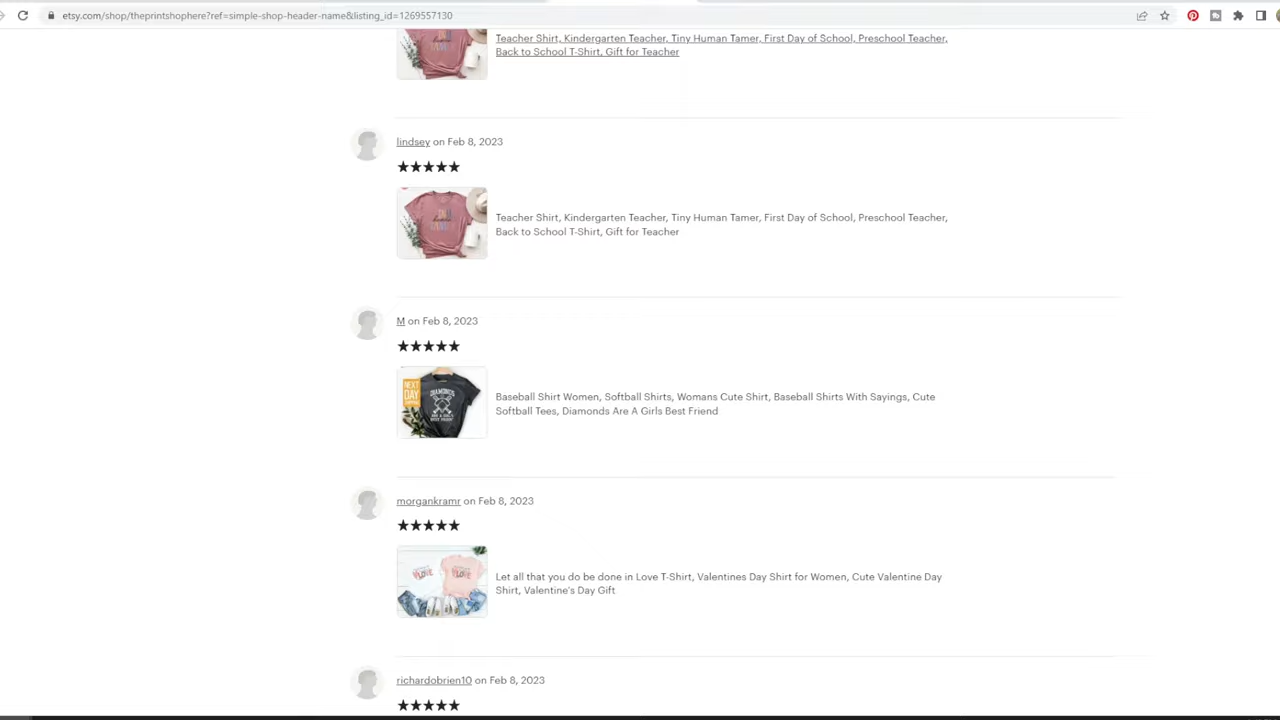 etsy.com/shop/theprintshophere?ref=simple-shop-header-name&listing_id=1269557130
Teacher Shirt, Kindergarten Teacher, Tiny Human Tamer, First Day of School, Preschool Teacher,
Back to School T-Shirt, Gift for Teacher
lindsey on Feb 8, 2023
Teacher Shirt, Kindergarten Teacher, Tiny Human Tamer, First Day of School, Preschool Teacher,
Back to School T-Shirt, Gift for Teacher
M on Feb 8, 2023
NEXT
DAY
DIAMONDS
Baseball Shirt Women, Softball Shirts, Womans Cute Shirt, Baseball Shirts With Sayings, Cute
Softball Tees, Diamonds Are A Girls Best Friend
morgankramr on Feb 8, 2023
LOVE
LOVE
Let all that you do be done in Love T-Shirt, Valentines Day Shirt for Women, Cute Valentine Day
Shirt, Valentine's Day Gift
richardobrien10 on Feb 8, 2023